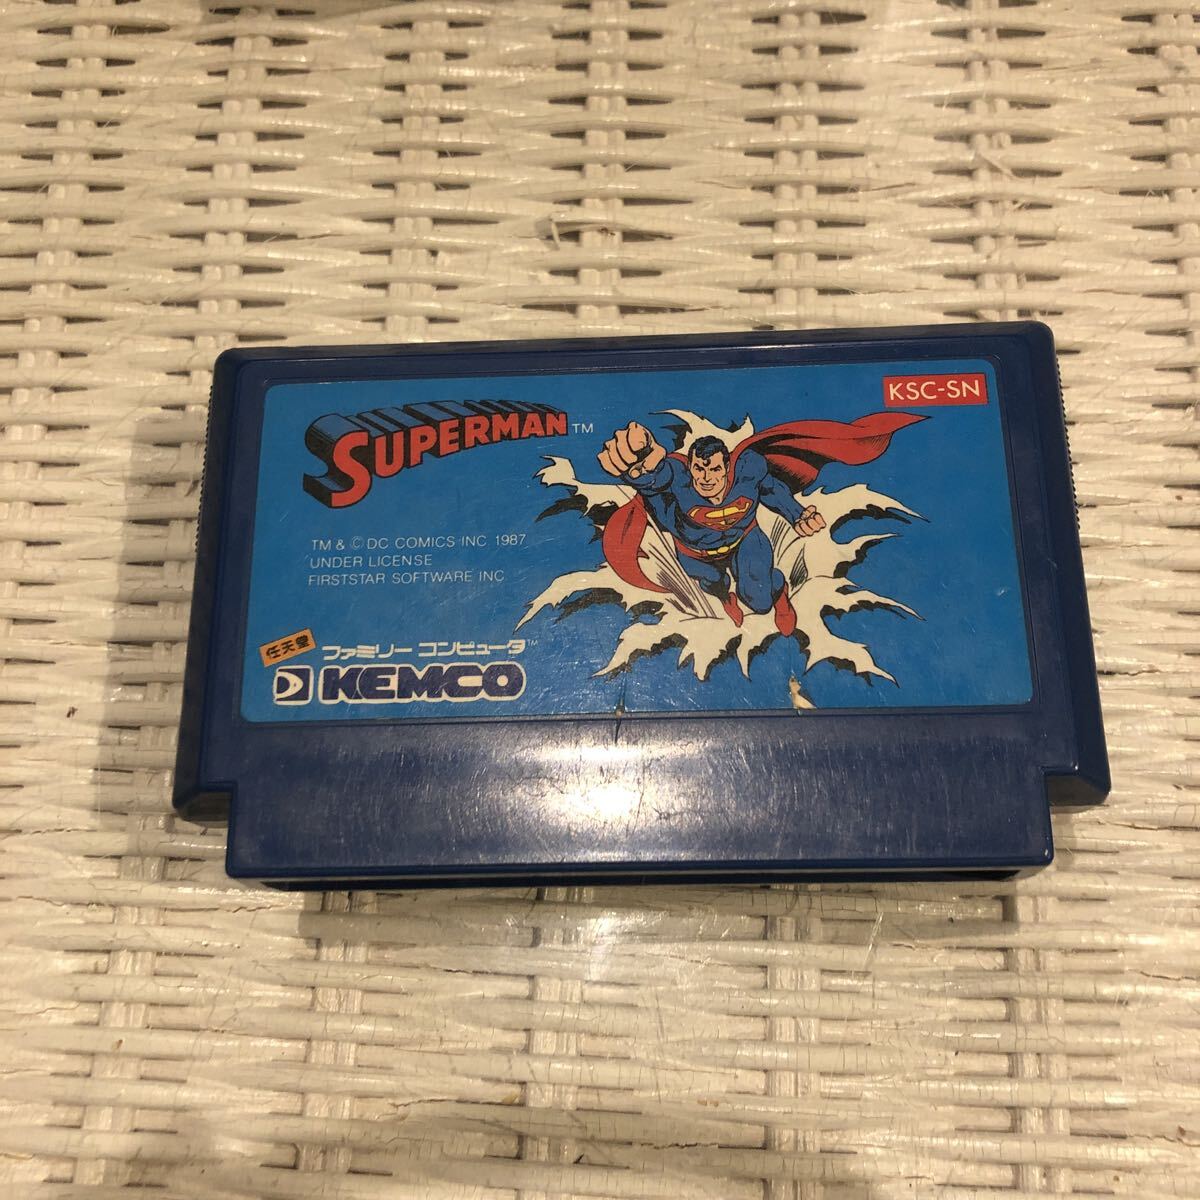 KSC-SN
SUPERMAN™
TM & © DC COMICS INC 1987
UNDER LICENSE
FIRSTSTAR SOFTWARE INC
任天堂
ファミリー コンピュータ™
KEMCO
S